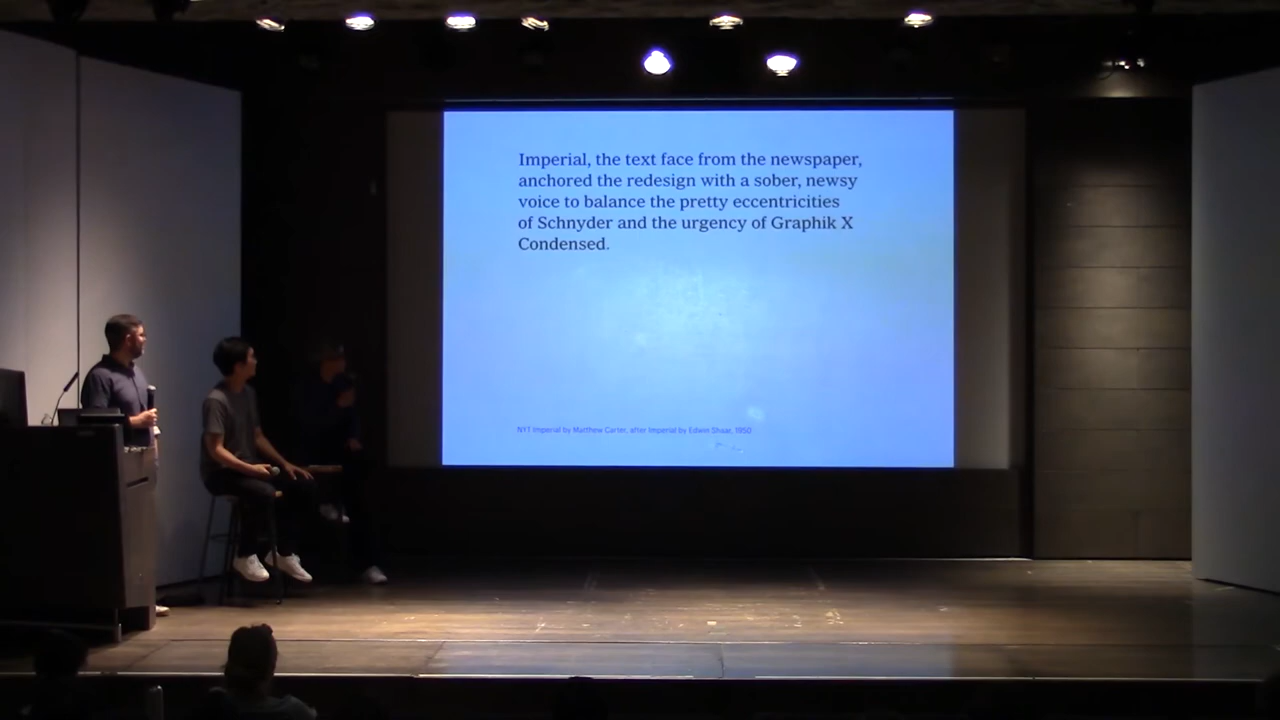 Imperial, the text face from the newspaper,
anchored the redesign with a sober, newsy
voice to balance the pretty eccentricities
of Schnyder and the urgency of Graphik X
Condensed.
NYT Imperial by Matthew Carter, after Imperial by Edwin Shaar, 1950